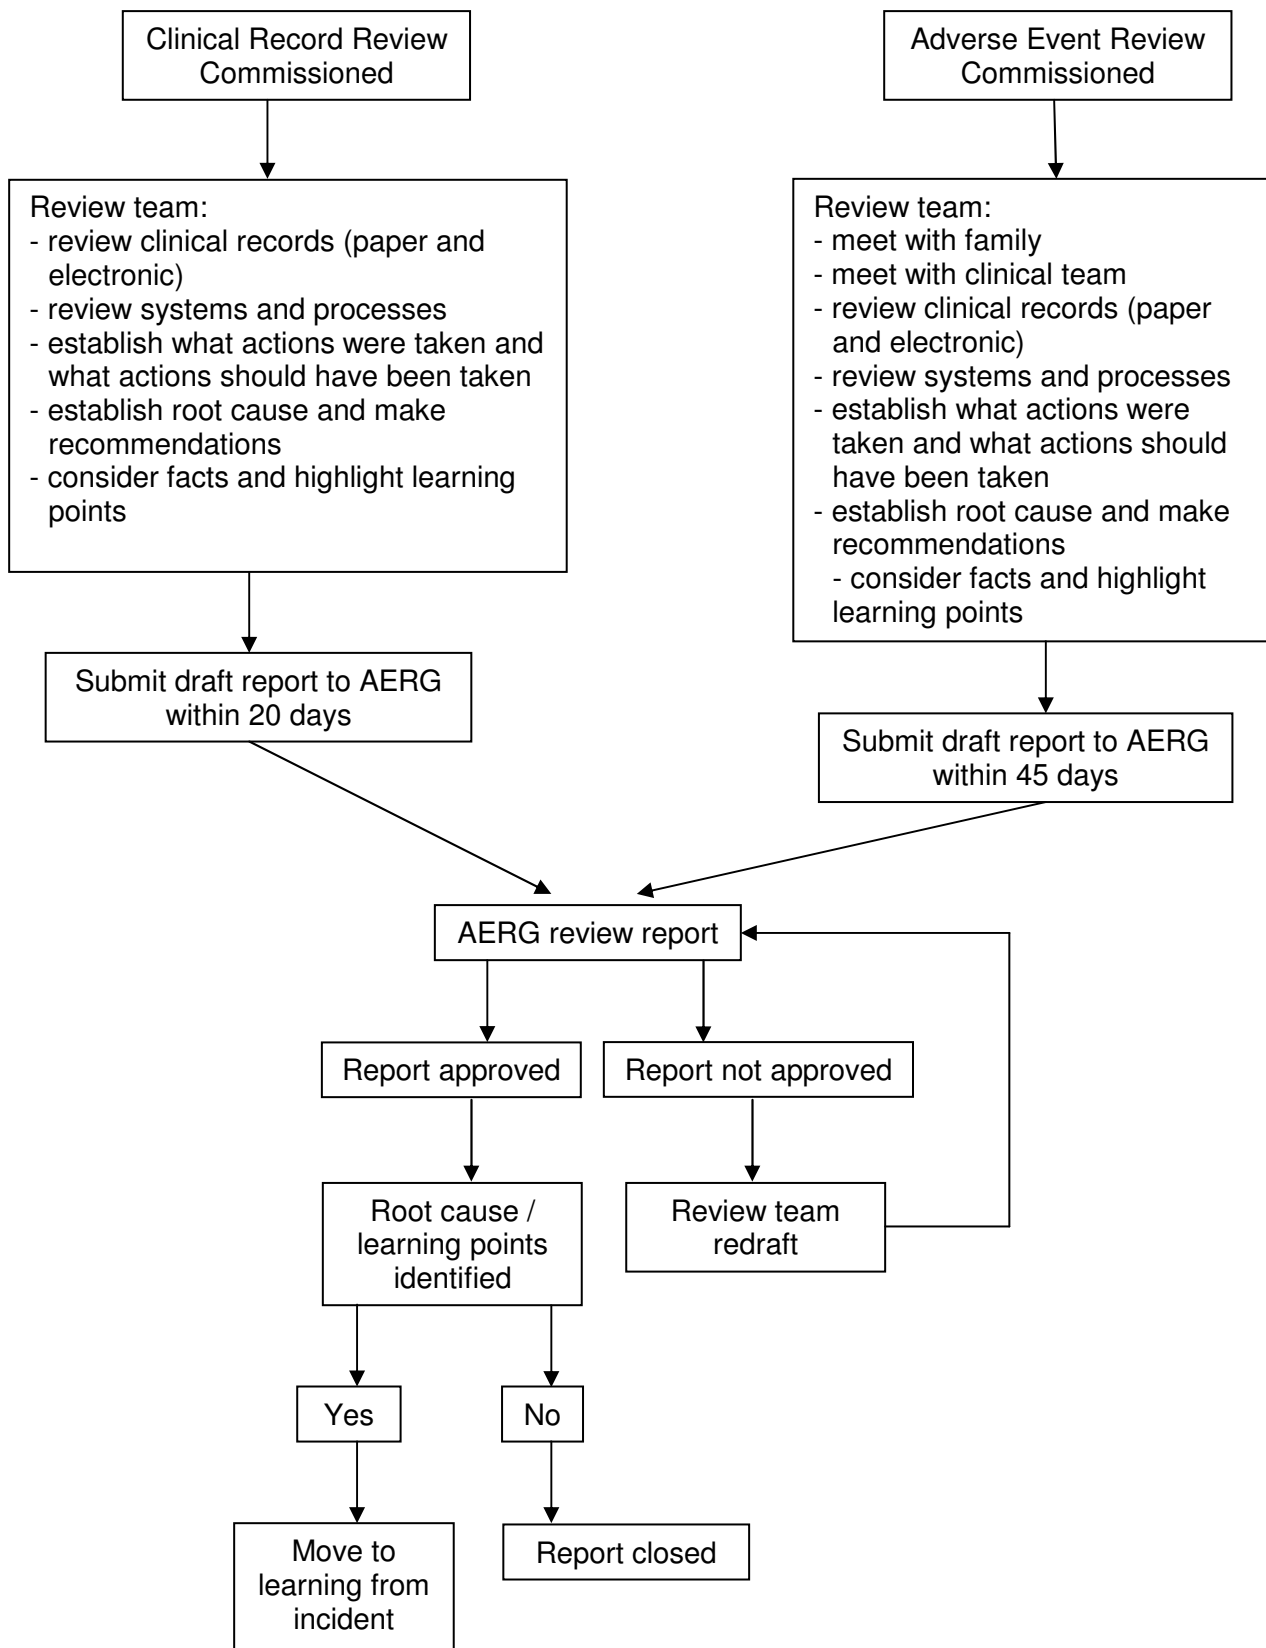 Clinical Record Review
Commissioned
Adverse Event Review
Commissioned
Review team:
- review clinical records (paper and
electronic)
- review systems and processes
- establish what actions were taken and
what actions should have been taken
- establish root cause and make
recommendations
- consider facts and highlight learning
points
Review team:
- meet with family
- meet with clinical team
- review clinical records (paper
and electronic)
- review systems and processes
- establish what actions were
taken and what actions should
have been taken
- establish root cause and make
recommendations
- consider facts and highlight
learning points
Submit draft report to AERG
within 20 days
Submit draft report to AERG
within 45 days
AERG review report
Report approved
Report not approved
Root cause /
learning points
identified
Review team
redraft
Yes
No
Move to
learning from
incident
Report closed